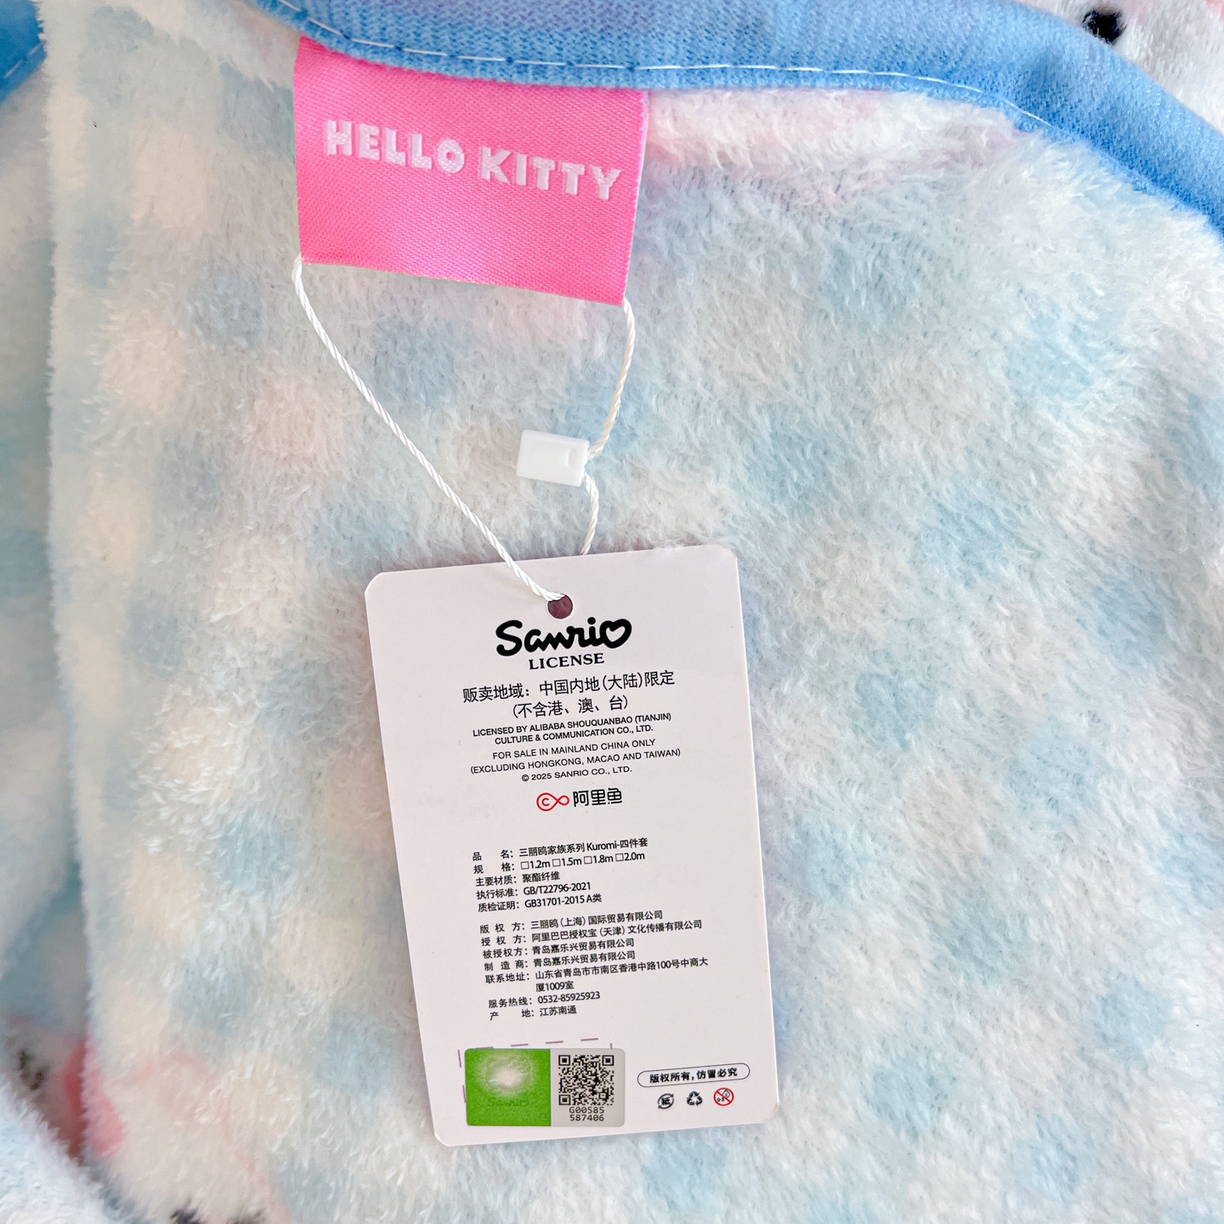 HELLO KITTY
Sanrio
LICENSE
贩卖地域：中国内地(大陆)限定
(不含港、澳、台)
LICENSED BY ALIBABA SHOUQUANBAO (TIANJIN)
CULTURE & COMMUNICATION CO., LTD.
FOR SALE IN MAINLAND CHINA ONLY
(EXCLUDING HONGKONG, MACAO AND TAIWAN)
© 2025 SANRIO CO., LTD.
阿里鱼
品 名：三丽鸥家族系列 Kuromi-四件套
规 格：□1.2m □1.5m □1.8m □2.0m
主要材质：聚酯纤维
执行标准：GB/T22796-2021
质检证明：GB31701-2015 A类
版 权 方：三丽鸥(上海)国际贸易有限公司
授 权 方：阿里巴巴授权宝(天津)文化传播有限公司
被授权方：青岛嘉乐兴贸易有限公司
制 造 商：青岛嘉乐兴贸易有限公司
联系地址：山东省青岛市市南区香港中路100号中商大
厦1009室
服务热线：0532-85925923
产 地：江苏南通
G00585
587406
版权所有，仿冒必究